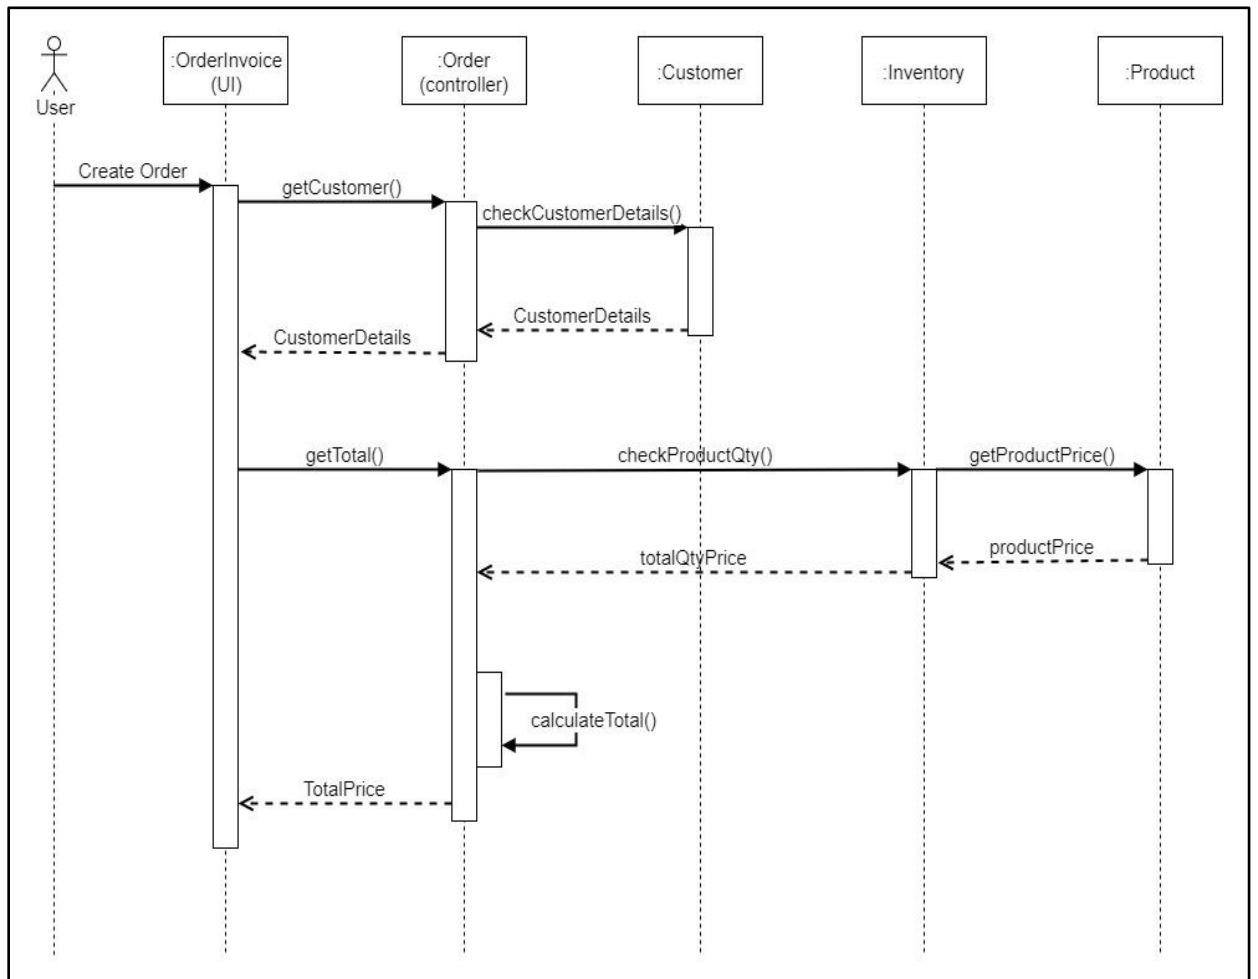 :OrderInvoice
(UI)
:Order
(controller)
:Customer
:Inventory
:Product
User
Create Order
getCustomer()
checkCustomerDetails()
CustomerDetails
CustomerDetails
getTotal()
checkProductQty()
getProductPrice()
productPrice
totalQtyPrice
calculateTotal()
TotalPrice